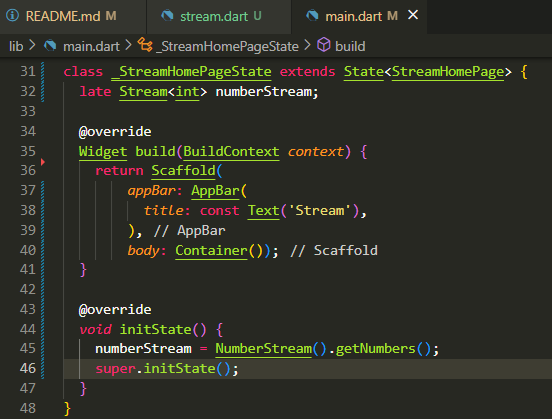 README.md M stream.dart U main.dart M ×
lib > main.dart > _StreamHomePageState > build
31 class _StreamHomePageState extends State<StreamHomePage> {
32 late Stream<int> numberStream;
33
34 @override
35 Widget build(BuildContext context) {
36 return Scaffold(
37 appBar: AppBar(
38 title: const Text('Stream'),
39 ), // AppBar
40 body: Container()); // Scaffold
41 }
42
43 @override
44 void initState() {
45 numberStream = NumberStream().getNumbers();
46 super.initState();
47 }
48 }